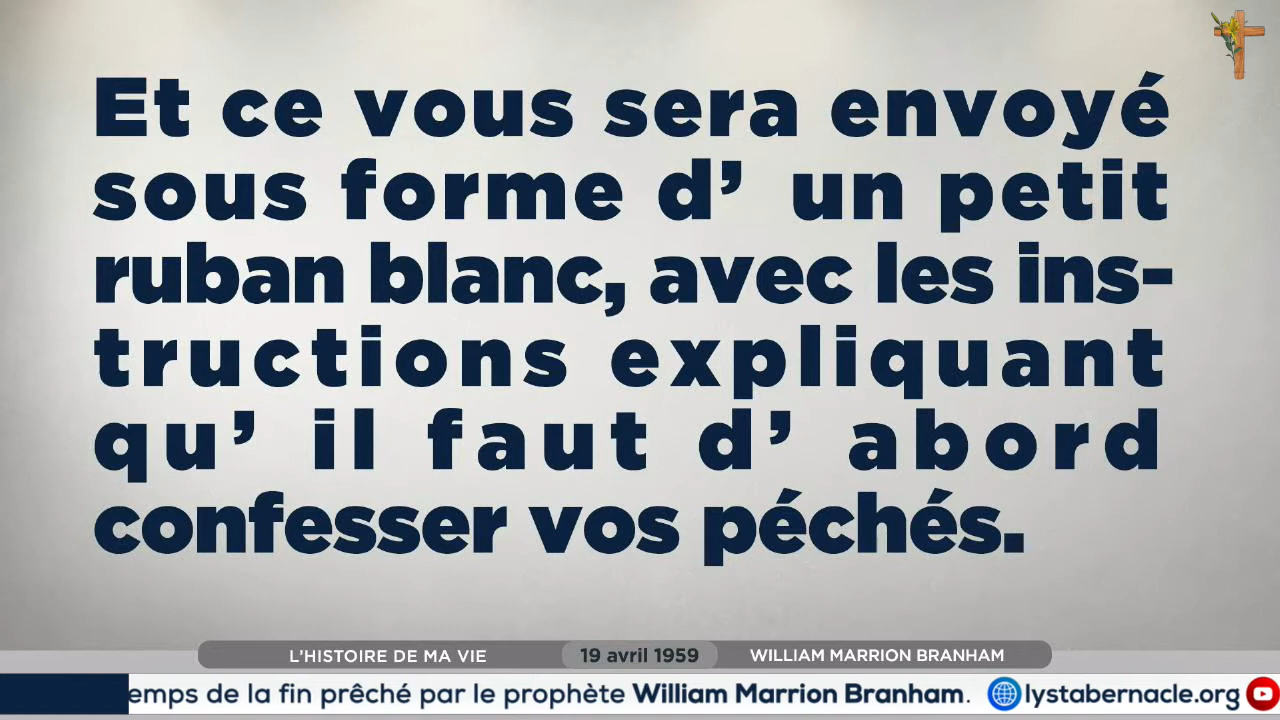 Et ce vous sera envoyé
sous forme d’ un petit
ruban blanc, avec les ins-
tructions expliquant
qu’ il faut d’ abord
confesser vos péchés.
L’HISTOIRE DE MA VIE 19 avril 1959 WILLIAM MARRION BRANHAM
emps de la fin prêché par le prophète William Marrion Branham. lystabernacle.org